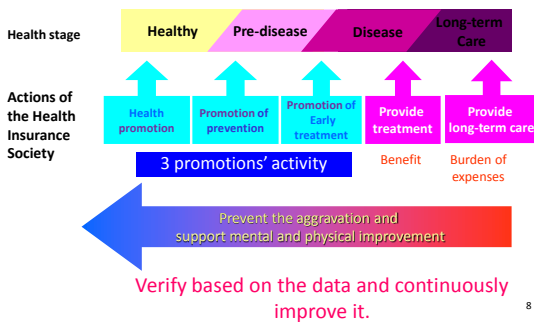 Health stage
Healthy
Pre-disease
Disease
Long-term
Care
Actions of
the Health
Insurance
Society
Health
promotion
Promotion of
prevention
Promotion of
Early
treatment
Provide
treatment
Provide
long-term care
3 promotions' activity
Benefit
Burden of
expenses
Prevent the aggravation and
support mental and physical improvement
Verify based on the data and continuously
improve it.
8